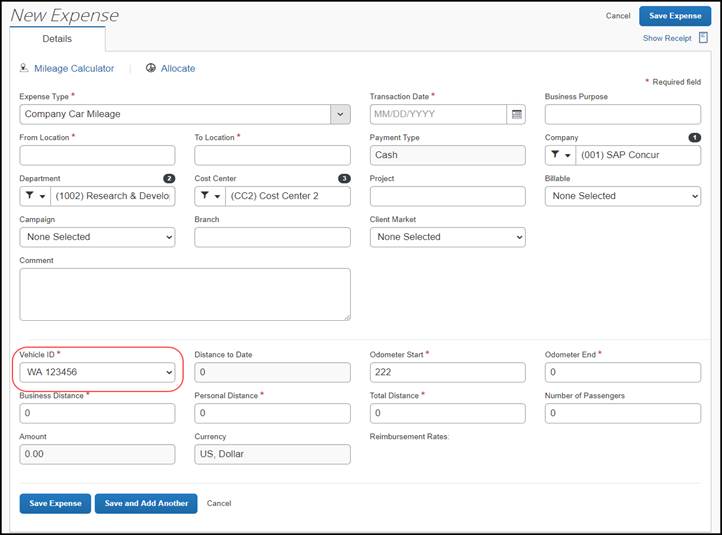 New Expense
Cancel Save Expense
Details
Show Receipt
Mileage Calculator Allocate
* Required field
Expense Type * Transaction Date * Business Purpose
Company Car Mileage MM/DD/YYYY
From Location * To Location * Payment Type Company 1
Cash (001) SAP Concur
Department 2 Cost Center 3 Project Billable
(1002) Research & Develop (CC2) Cost Center 2 None Selected
Campaign Branch Client Market
None Selected None Selected
Comment
Vehicle ID * Distance to Date Odometer Start * Odometer End *
WA 123456 0 222 0
Business Distance * Personal Distance * Total Distance * Number of Passengers
0 0 0 0
Amount Currency Reimbursement Rates:
0.00 US, Dollar
Save Expense Save and Add Another Cancel